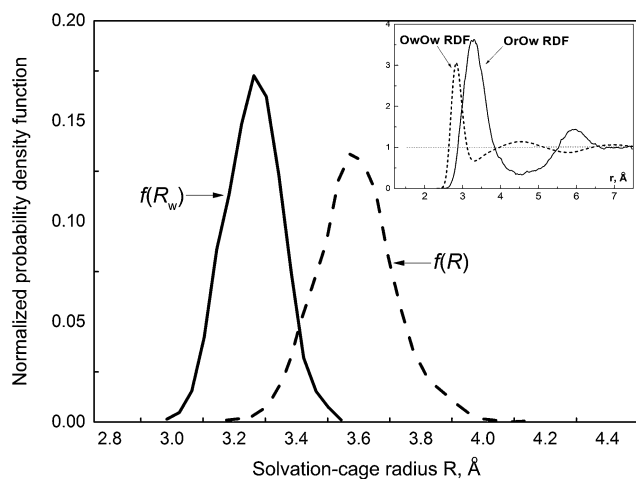 Normalized probability density function
0.20
0.15
0.10
0.05
0.00
2.8 3.0 3.2 3.4 3.6 3.8 4.0 4.2 4.4
Solvation-cage radius R, Å
f(Rw)
f(R)
OwOw RDF
OrOw RDF
4
3
2
1
0
2 3 4 5 6 7
r, Å